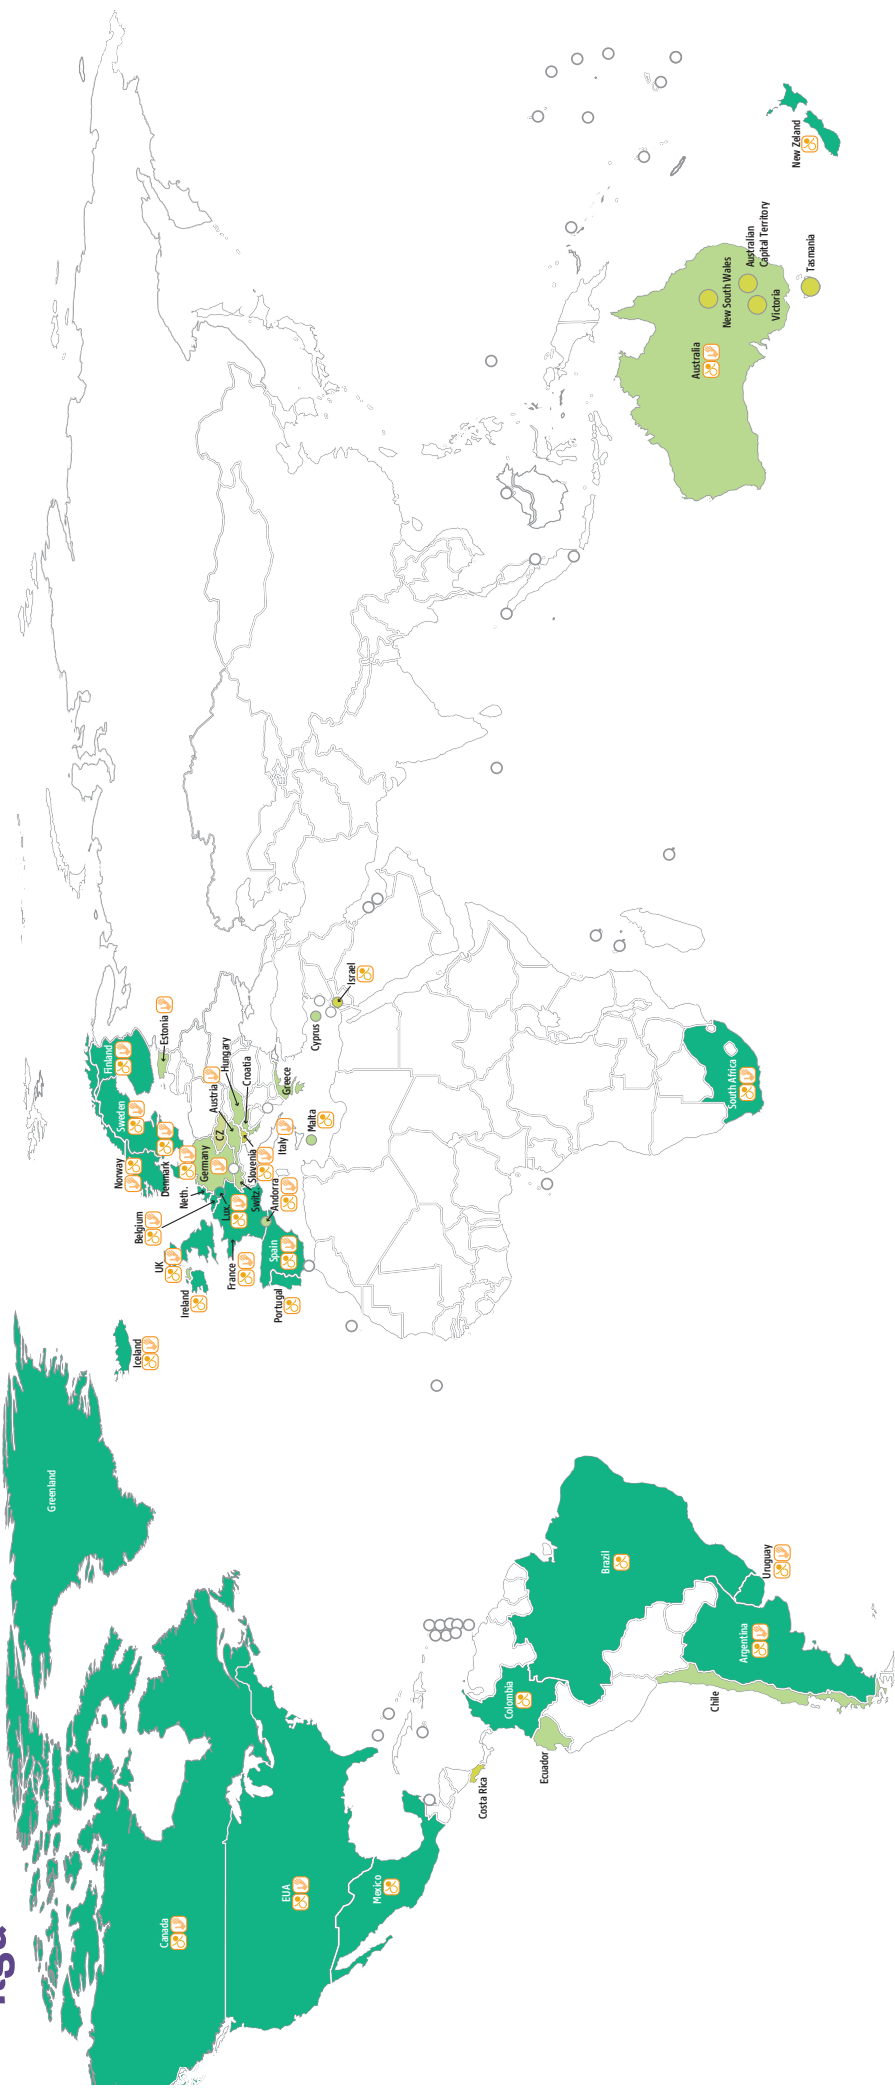 Canada
EUA
Mexico
Greenland
Costa Rica
Ecuador
Colombia
Brazil
Chile
Argentina
Uruguay
Iceland
Ireland
UK
Portugal
Spain
France
Belgium
Neth.
Lux
Andorra
Switz.
Norway
Sweden
Finland
Denmark
Estonia
Germany
CZ
Austria
Hungary
Croatia
Slovenia
Italy
Greece
Malta
Cyprus
Israel
South Africa
Australia
New South Wales
Australian
Capital Territory
Victoria
Tasmania
New Zeland